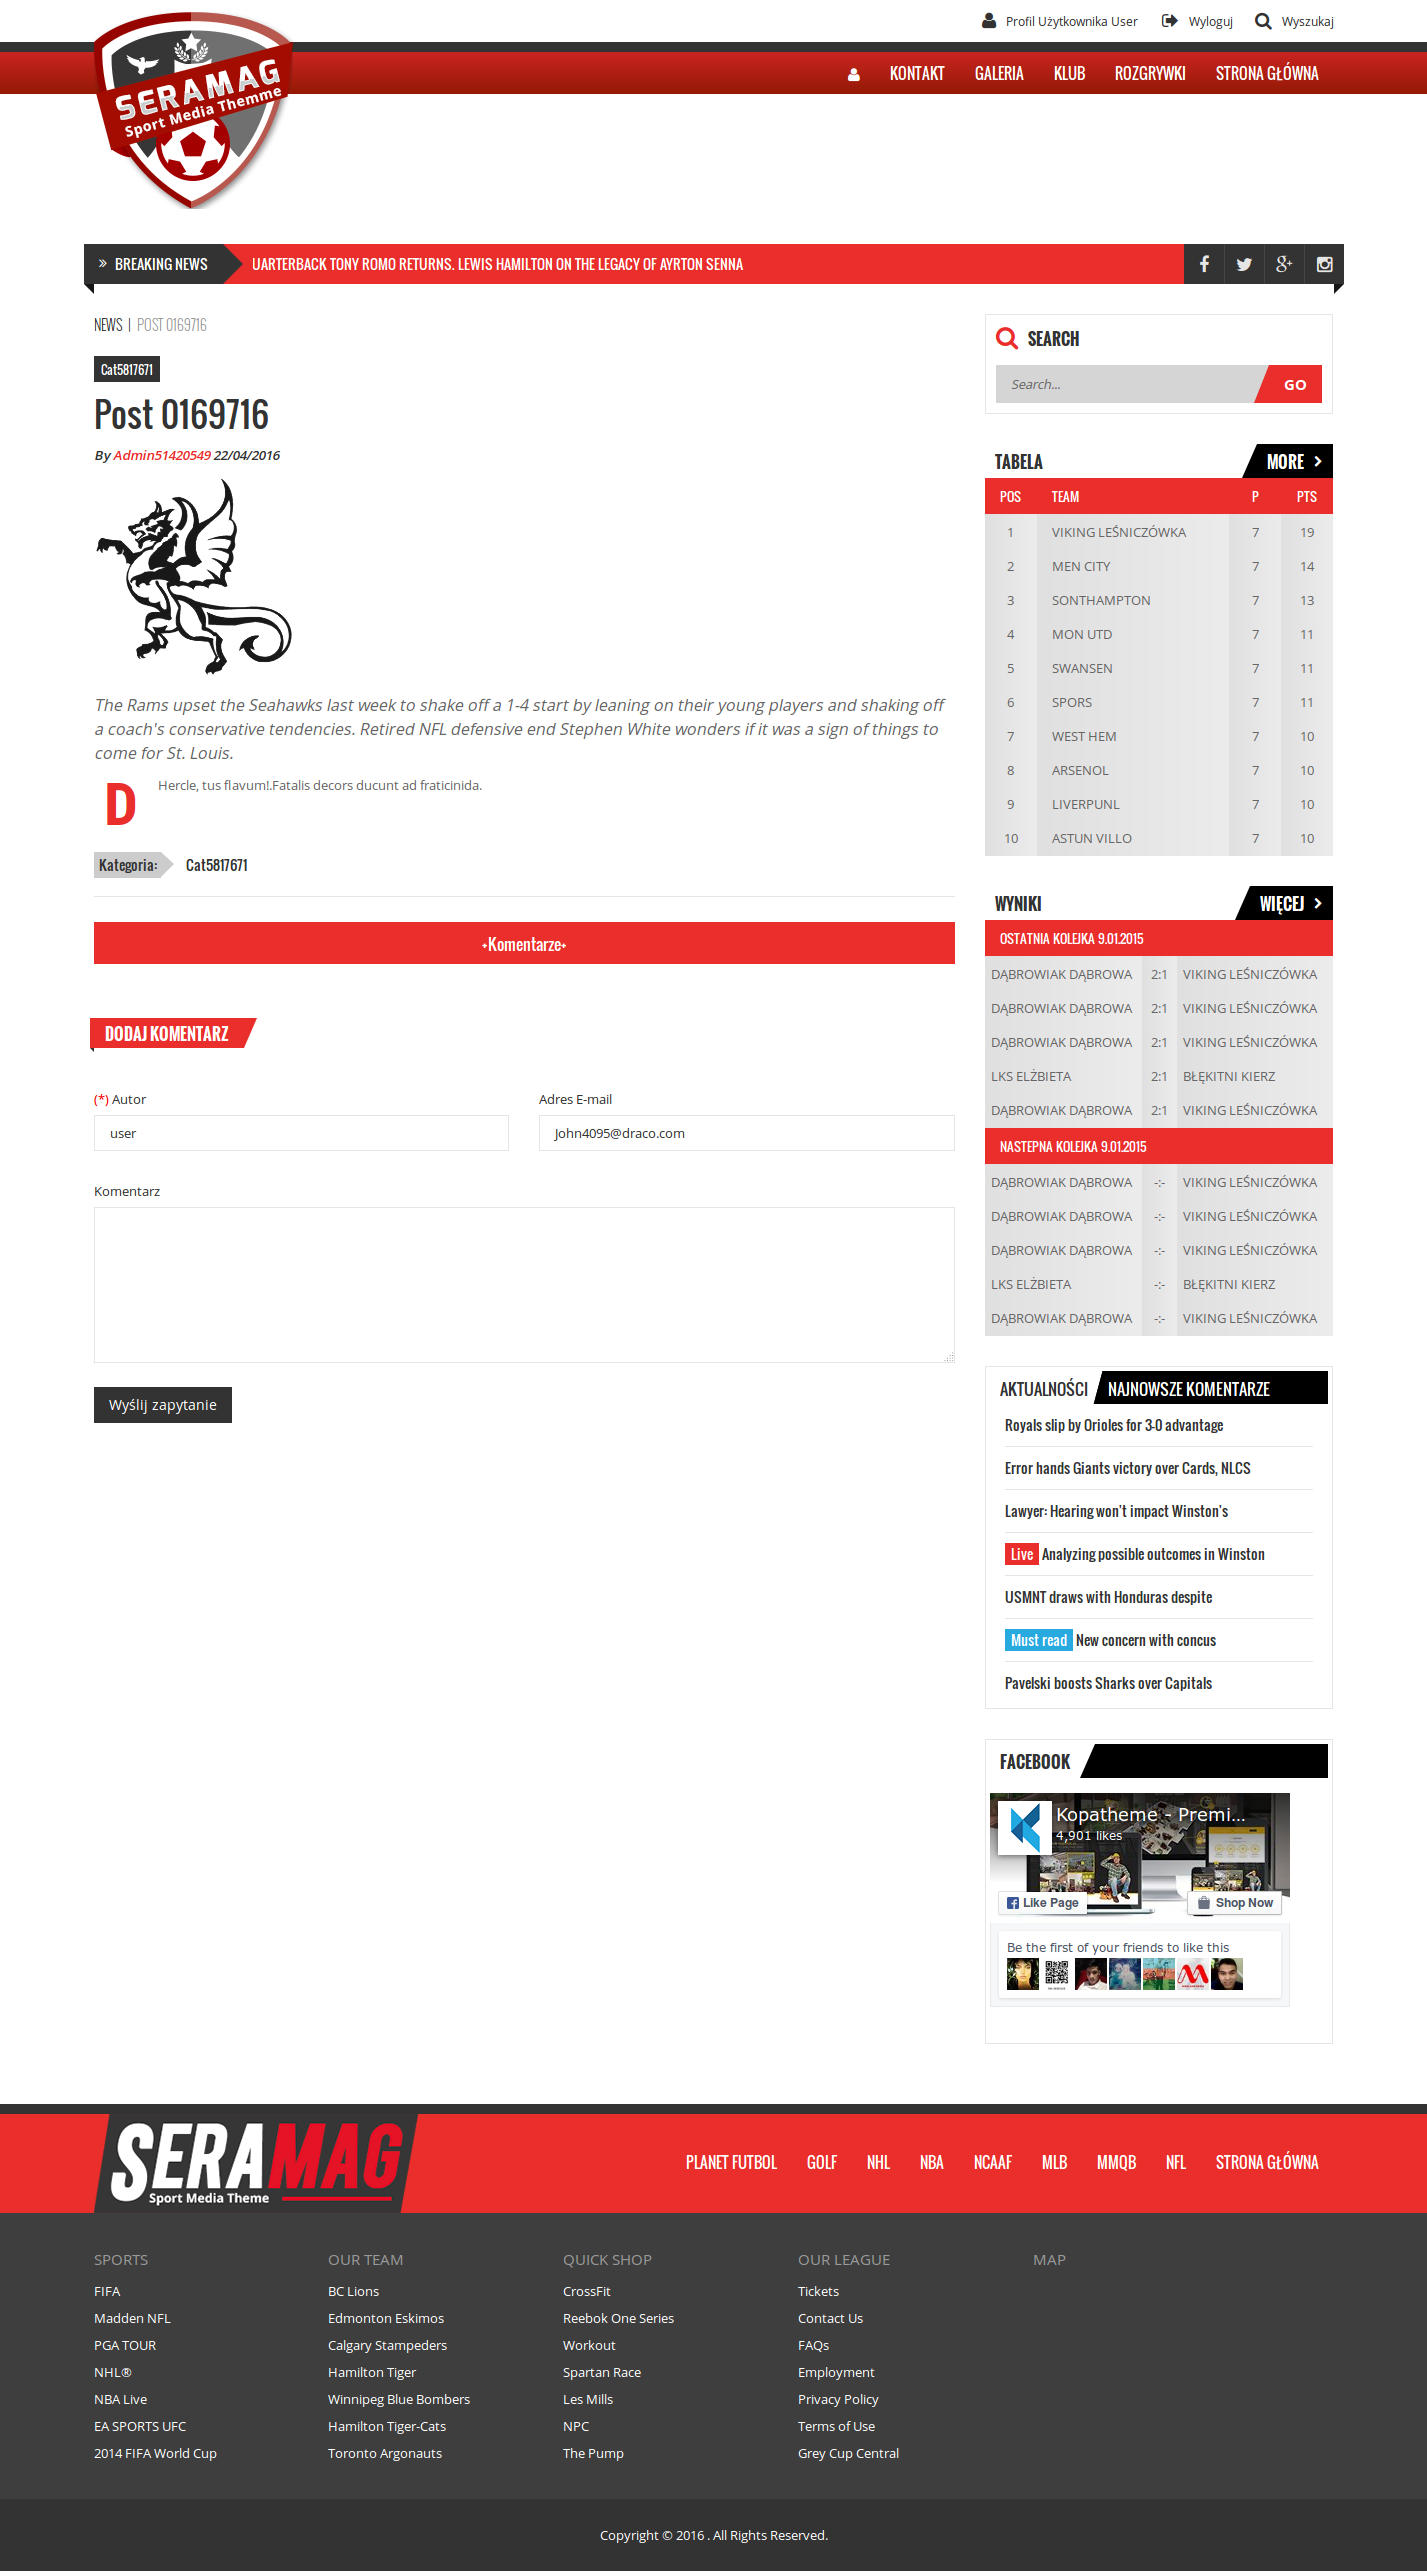 Profil Użytkownika User Wyloguj Wyszukaj
KONTAKT GALERIA KLUB ROZGRYWKI STRONA GŁÓWNA
SERAMAG
Sport Media Themme
BREAKING NEWS
UARTERBACK TONY ROMO RETURNS. LEWIS HAMILTON ON THE LEGACY OF AYRTON SENNA
NEWS | POST 0169716
Cat5817671
Post 0169716
By Admin51420549 22/04/2016
The Rams upset the Seahawks last week to shake off a 1-4 start by leaning on their young players and shaking off
a coach's conservative tendencies. Retired NFL defensive end Stephen White wonders if it was a sign of things to
come for St. Louis.
D Hercle, tus flavum!.Fatalis decors ducunt ad fraticinida.
Kategoria: Cat5817671
+Komentarze+
DODAJ KOMENTARZ
(*) Autor Adres E-mail
user John4095@draco.com
Komentarz
Wyślij zapytanie
SEARCH
Search... GO
TABELA MORE
POS TEAM P PTS
1 VIKING LEŚNICZÓWKA 7 19
2 MEN CITY 7 14
3 SONTHAMPTON 7 13
4 MON UTD 7 11
5 SWANSEN 7 11
6 SPORS 7 11
7 WEST HEM 7 10
8 ARSENOL 7 10
9 LIVERPUNL 7 10
10 ASTUN VILLO 7 10
WYNIKI WIĘCEJ
OSTATNIA KOLEJKA 9.01.2015
DĄBROWIAK DĄBROWA 2:1 VIKING LEŚNICZÓWKA
DĄBROWIAK DĄBROWA 2:1 VIKING LEŚNICZÓWKA
DĄBROWIAK DĄBROWA 2:1 VIKING LEŚNICZÓWKA
LKS ELŻBIETA 2:1 BŁĘKITNI KIERZ
DĄBROWIAK DĄBROWA 2:1 VIKING LEŚNICZÓWKA
NASTEPNA KOLEJKA 9.01.2015
DĄBROWIAK DĄBROWA -:- VIKING LEŚNICZÓWKA
DĄBROWIAK DĄBROWA -:- VIKING LEŚNICZÓWKA
DĄBROWIAK DĄBROWA -:- VIKING LEŚNICZÓWKA
LKS ELŻBIETA -:- BŁĘKITNI KIERZ
DĄBROWIAK DĄBROWA -:- VIKING LEŚNICZÓWKA
AKTUALNOŚCI NAJNOWSZE KOMENTARZE
Royals slip by Orioles for 3-0 advantage
Error hands Giants victory over Cards, NLCS
Lawyer: Hearing won't impact Winston's
Live Analyzing possible outcomes in Winston
USMNT draws with Honduras despite
Must read New concern with concus
Pavelski boosts Sharks over Capitals
FACEBOOK
Kopatheme - Premi...
4,901 likes
Like Page Shop Now
Be the first of your friends to like this
SERAMAG
Sport Media Theme
PLANET FUTBOL GOLF NHL NBA NCAAF MLB MMQB NFL STRONA GŁÓWNA
SPORTS OUR TEAM QUICK SHOP OUR LEAGUE MAP
FIFA BC Lions CrossFit Tickets
Madden NFL Edmonton Eskimos Reebok One Series Contact Us
PGA TOUR Calgary Stampeders Workout FAQs
NHL® Hamilton Tiger Spartan Race Employment
NBA Live Winnipeg Blue Bombers Les Mills Privacy Policy
EA SPORTS UFC Hamilton Tiger-Cats NPC Terms of Use
2014 FIFA World Cup Toronto Argonauts The Pump Grey Cup Central
Copyright © 2016 . All Rights Reserved.